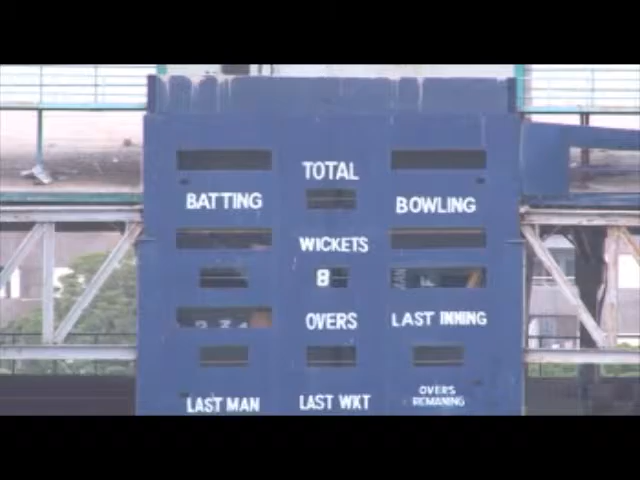 TOTAL
BATTING
BOWLING
WICKETS
8
OVERS
LAST INNING
LAST MAN
LAST WKT
OVERS
REMAINING